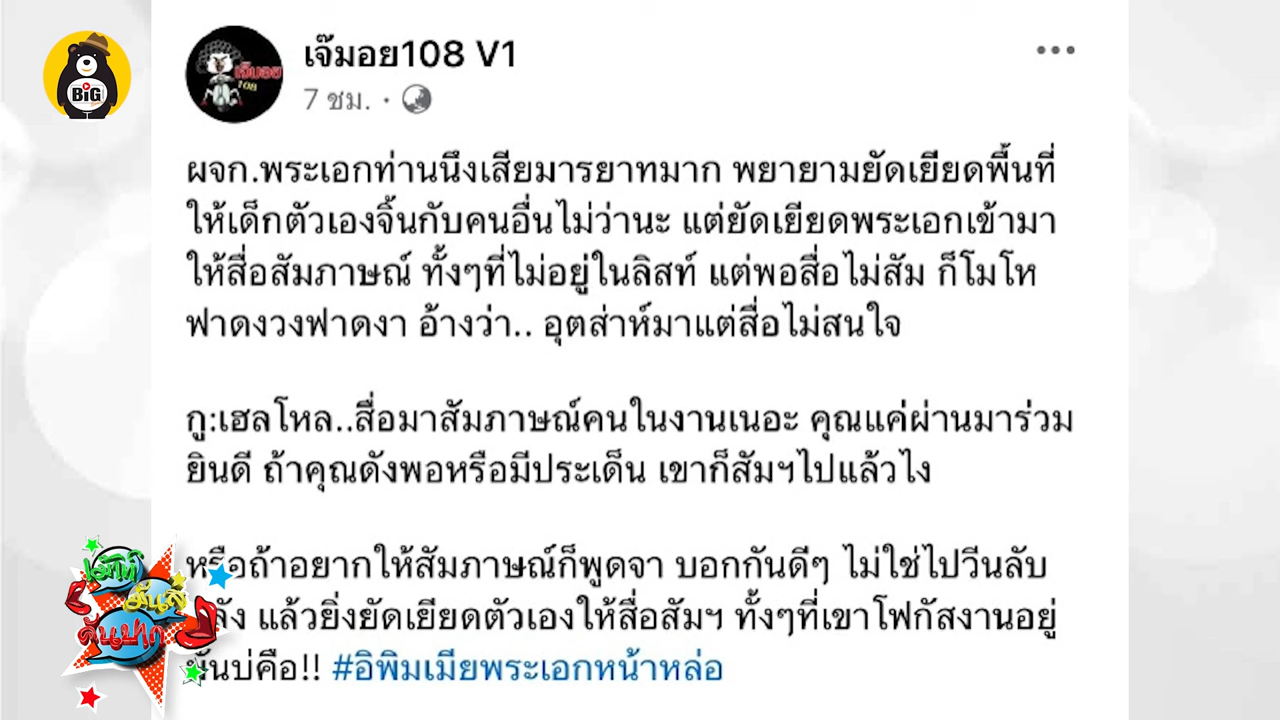 BiG
เจ๊มอย108 V1
7 ชม.
เจ๊มอย
108
ผจก.พระเอกท่านนึงเสียมารยาทมาก พยายามยัดเยียดพื้นที่
ให้เด็กตัวเองจิ้นกับคนอื่นไม่ว่านะ แต่ยัดเยียดพระเอกเข้ามา
ให้สื่อสัมภาษณ์ ทั้งๆที่ไม่อยู่ในลิสท์ แต่พอสื่อไม่สัม ก็โมโห
ฟาดงวงฟาดงา อ้างว่า.. อุตส่าห์มาแต่สื่อไม่สนใจ
กู:เฮลโหล..สื่อมาสัมภาษณ์คนในงานเนอะ คุณแค่ผ่านมาร่วม
ยินดี ถ้าคุณดังพอหรือมีประเด็น เขาก็สัมฯไปแล้วไง
หรือถ้าอยากให้สัมภาษณ์ก็พูดจา บอกกันดีๆ ไม่ใช่ไปวีนลับ
ลัง แล้วยิ่งยัดเยียดตัวเองให้สื่อสัมฯ ทั้งๆที่เขาโฟกัสงานอยู่
นั้นบ่คือ!! #อิพิมเมียพระเอกหน้าหล่อ
เม้าท์
มันส์
คันปาก